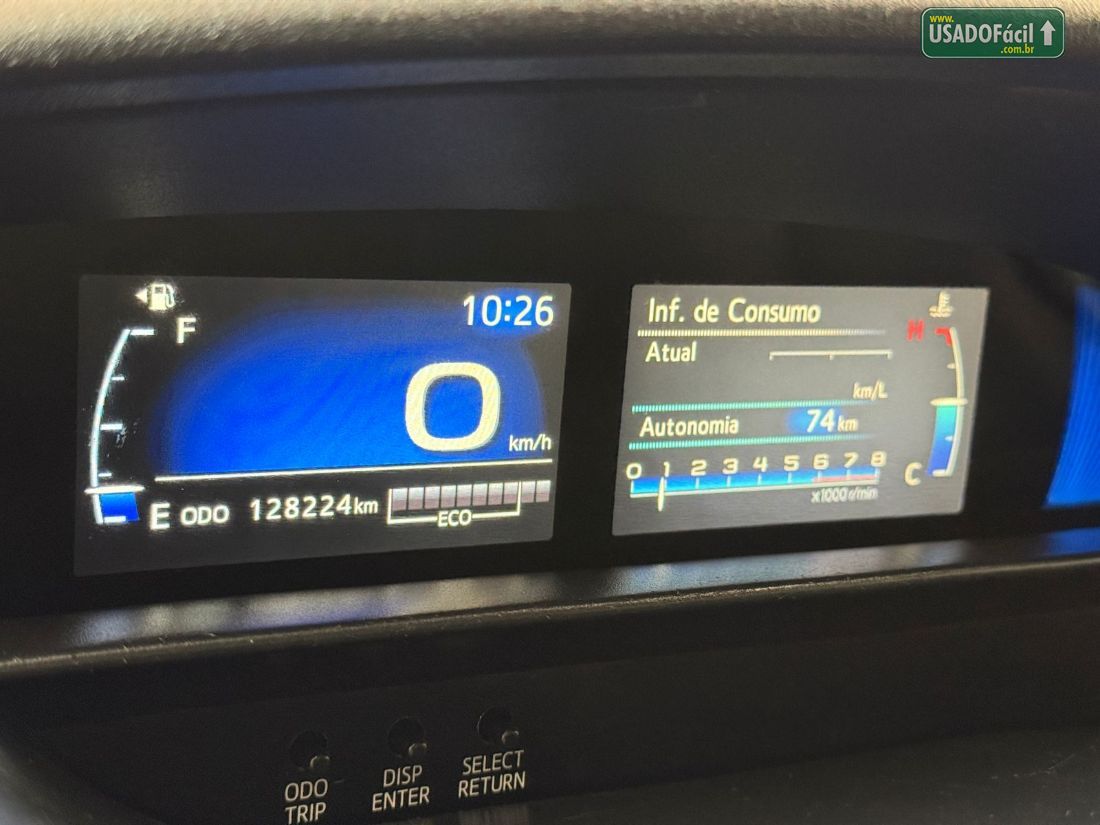 www.
USADOFácil
.com.br
F
10:26
0
km/h
E ODO 128224km
ECO
Inf. de Consumo
H
Atual
km/L
Autonomia 74 km
0 1 2 3 4 5 6 7 8
x1000 r/min
C
ODO
TRIP
DISP
ENTER
SELECT
RETURN